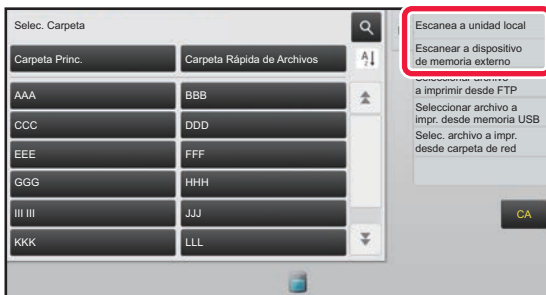 Selec. Carpeta
Carpeta Princ.
Carpeta Rápida de Archivos
AAA
BBB
CCC
DDD
EEE
FFF
GGG
HHH
III III
JJJ
KKK
LLL
Escanea a unidad local
Escanear a dispositivo
de memoria externo
Seleccionar archivo
a imprimir desde FTP
Seleccionar archivo a
impr. desde memoria USB
Selec. archivo a impr.
desde carpeta de red
CA